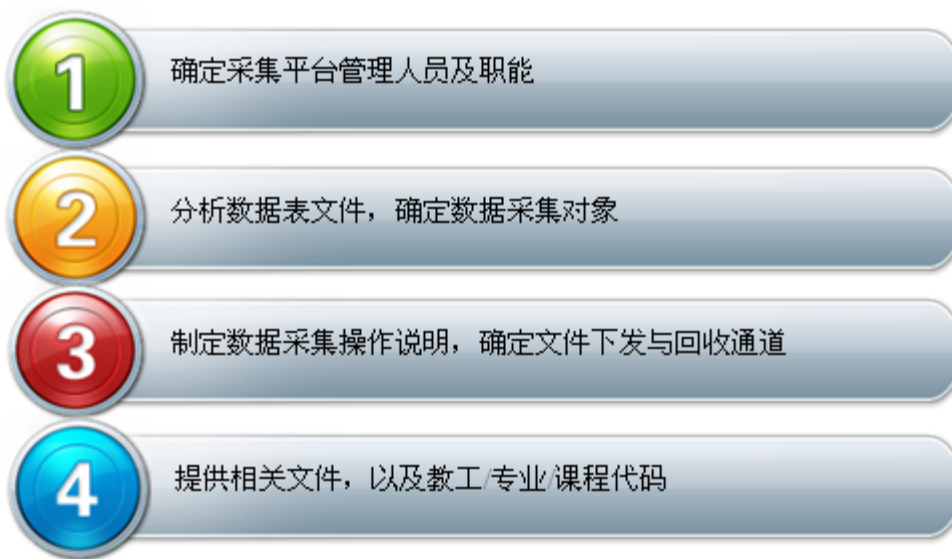 1
确定采集平台管理人员及职能
2
分析数据表文件，确定数据采集对象
3
制定数据采集操作说明，确定文件下发与回收通道
4
提供相关文件，以及教工/专业/课程代码